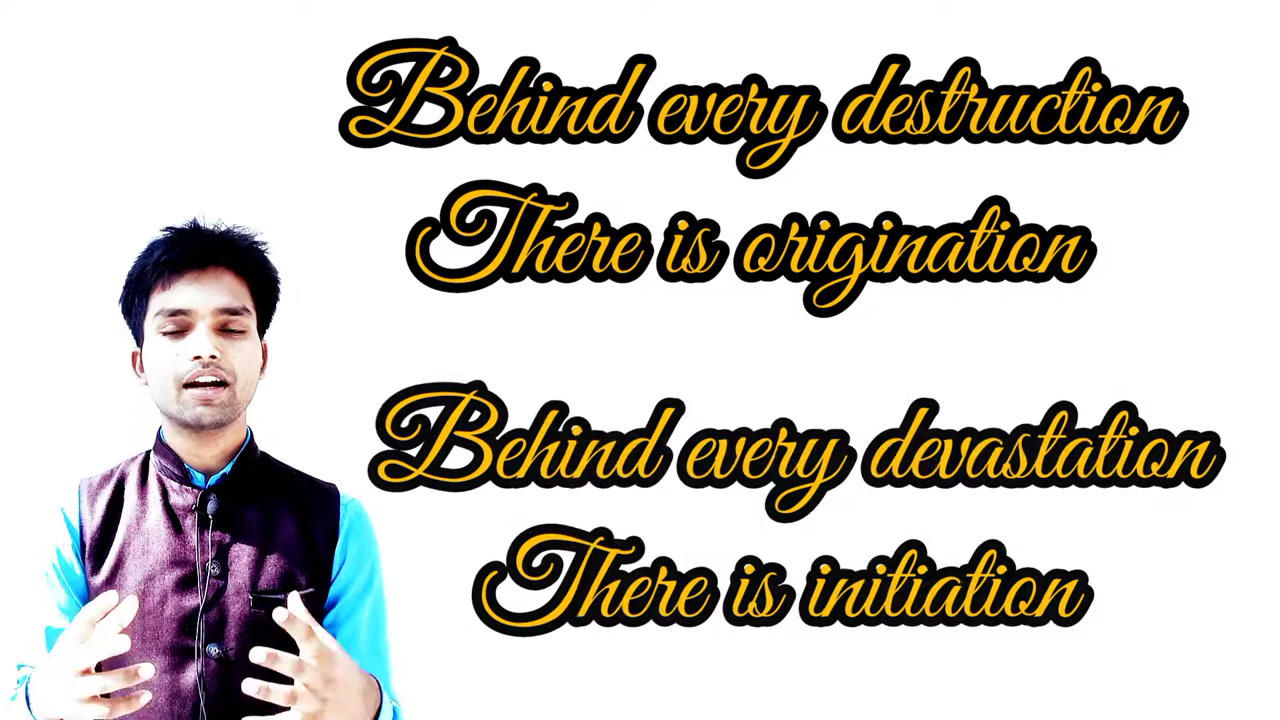 Behind every destruction
There is origination
Behind every devastation
There is initiation